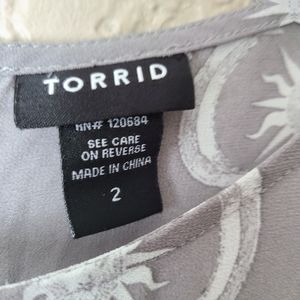 TORRID
RN# 120684
SEE CARE
ON REVERSE
MADE IN CHINA
2